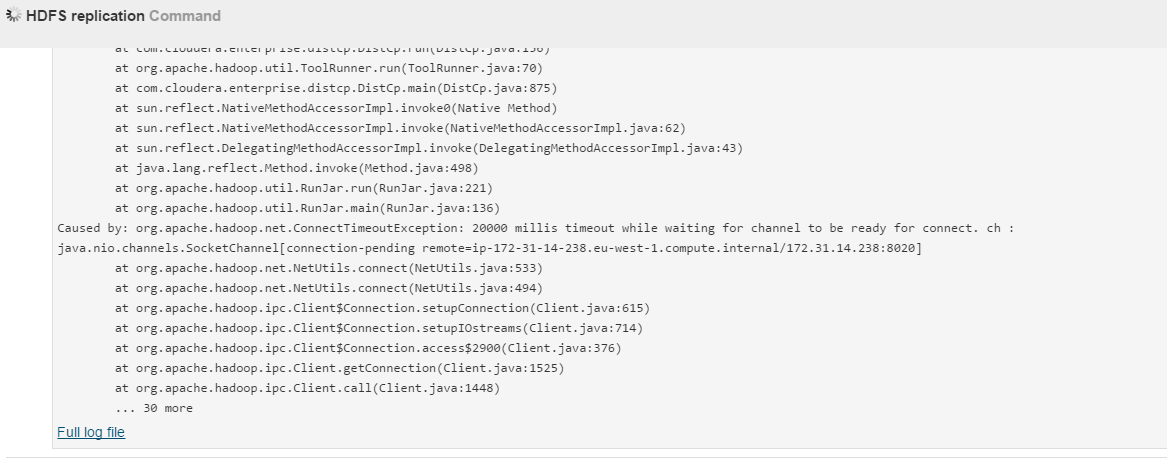 HDFS replication Command
at com.cloudera.enterprise.distcp.DistCp.run(DistCp.java:156)
at org.apache.hadoop.util.ToolRunner.run(ToolRunner.java:70)
at com.cloudera.enterprise.distcp.DistCp.main(DistCp.java:875)
at sun.reflect.NativeMethodAccessorImpl.invoke0(Native Method)
at sun.reflect.NativeMethodAccessorImpl.invoke(NativeMethodAccessorImpl.java:62)
at sun.reflect.DelegatingMethodAccessorImpl.invoke(DelegatingMethodAccessorImpl.java:43)
at java.lang.reflect.Method.invoke(Method.java:498)
at org.apache.hadoop.util.RunJar.run(RunJar.java:221)
at org.apache.hadoop.util.RunJar.main(RunJar.java:136)
Caused by: org.apache.hadoop.net.ConnectTimeoutException: 20000 millis timeout while waiting for channel to be ready for connect. ch :
java.nio.channels.SocketChannel[connection-pending remote=ip-172-31-14-238.eu-west-1.compute.internal/172.31.14.238:8020]
at org.apache.hadoop.net.NetUtils.connect(NetUtils.java:533)
at org.apache.hadoop.net.NetUtils.connect(NetUtils.java:494)
at org.apache.hadoop.ipc.Client$Connection.setupConnection(Client.java:615)
at org.apache.hadoop.ipc.Client$Connection.setupIOstreams(Client.java:714)
at org.apache.hadoop.ipc.Client$Connection.access$2900(Client.java:376)
at org.apache.hadoop.ipc.Client.getConnection(Client.java:1525)
at org.apache.hadoop.ipc.Client.call(Client.java:1448)
... 30 more
Full log file